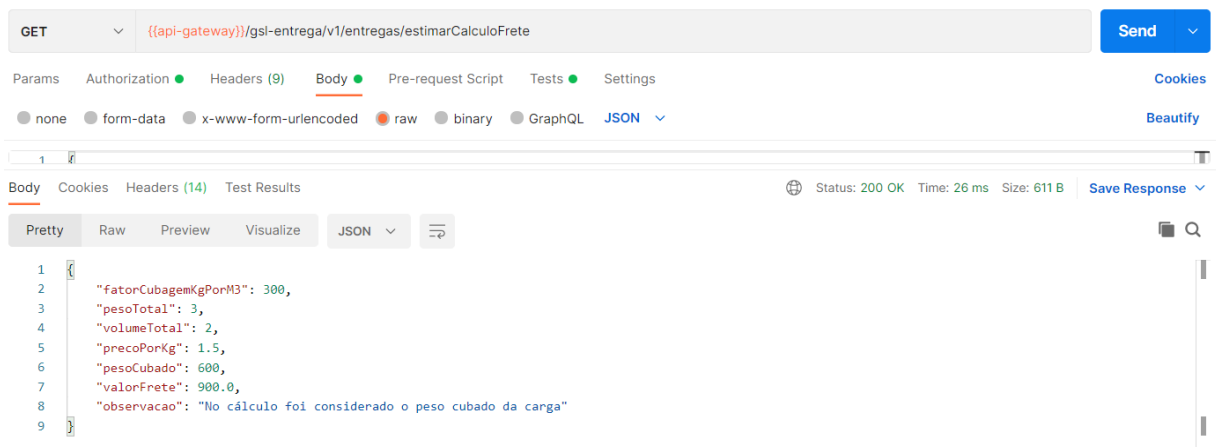 GET {{api-gateway}}/gsl-entrega/v1/entregas/estimarCalculoFrete Send
Params Authorization Headers (9) Body Pre-request Script Tests Settings Cookies
none form-data x-www-form-urlencoded raw binary GraphQL JSON Beautify
1 {
Body Cookies Headers (14) Test Results Status: 200 OK Time: 26 ms Size: 611 B Save Response
Pretty Raw Preview Visualize JSON
1 {
2 "fatorCubagemKgPorM3": 300,
3 "pesoTotal": 3,
4 "volumeTotal": 2,
5 "precoPorKg": 1.5,
6 "pesoCubado": 600,
7 "valorFrete": 900.0,
8 "observacao": "No cálculo foi considerado o peso cubado da carga"
9 }